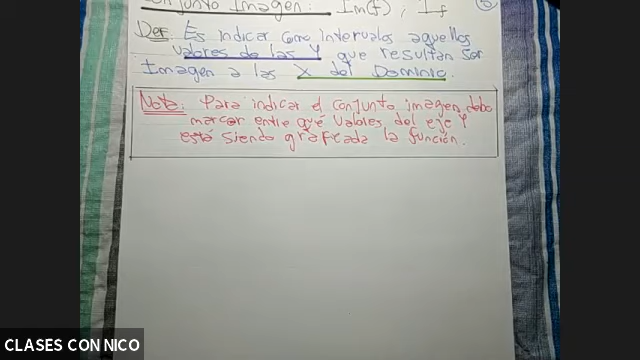 Conjunto Imagen: Im(f) ; If
Def: Es indicar como intervalos aquellos
valores de las Y que resultan ser
Imagen a las X del Dominio.
Nota: Para indicar el conjunto imagen, debo
marcar entre qué valores del eje Y
está siendo graficada la función.
CLASES CON NICO